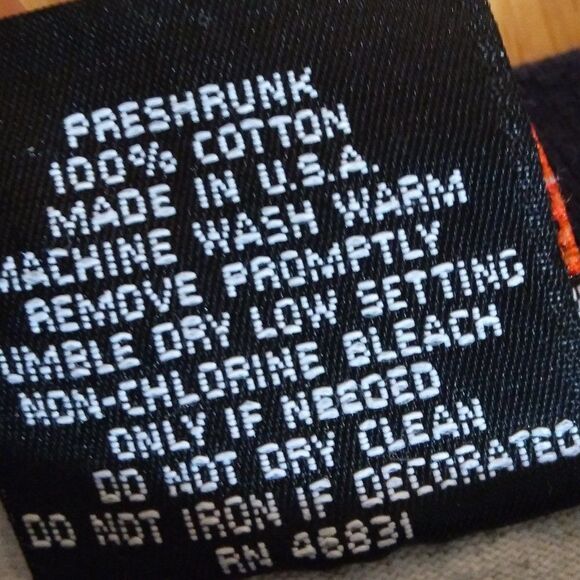 PRESHRUNK
100% COTTON
MADE IN U.S.A.
MACHINE WASH WARM
REMOVE PROMPTLY
UMBLE DRY LOW SETTING
NON-CHLORINE BLEACH
ONLY IF NEEDED
DO NOT DRY CLEAN
DO NOT IRON IF DECORATED
RN 46831